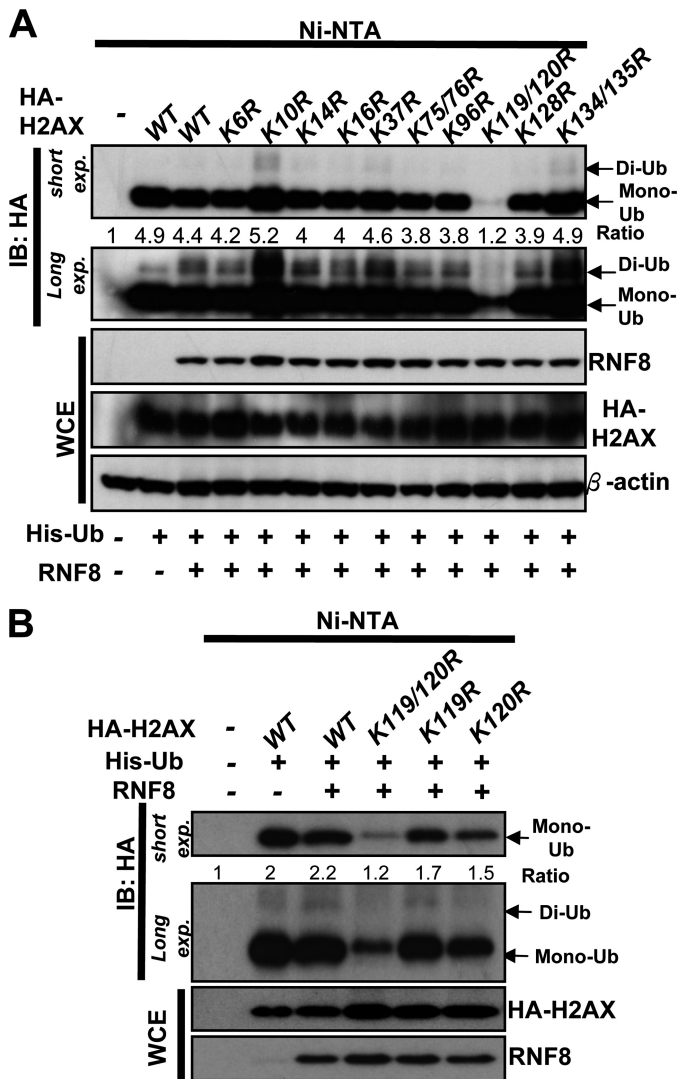 A
Ni-NTA
HA-
H2AX
- WT WT K6R K10R K14R K16R K37R K75/76R K96R K119/120R K128R K134/135R
IB: HA
short
exp.
Di-Ub
Mono-
Ub
1 4.9 4.4 4.2 5.2 4 4 4.6 3.8 3.8 1.2 3.9 4.9 Ratio
Long
exp.
Di-Ub
Mono-
Ub
WCE
RNF8
HA-
H2AX
β-actin
His-Ub - + + + + + + + + + + + +
RNF8 - - + + + + + + + + + + +
B
Ni-NTA
HA-H2AX - WT WT K119/120R K119R K120R
His-Ub - + + + + +
RNF8 - - + + + +
IB: HA
short
exp.
Mono-
Ub
1 2 2.2 1.2 1.7 1.5 Ratio
Long
exp.
Di-Ub
Mono-Ub
WCE
HA-H2AX
RNF8